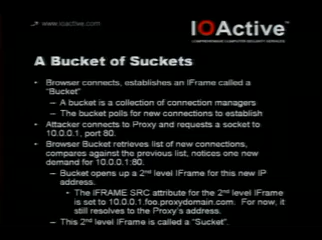 www.ioactive.com
IOActive™
COMPREHENSIVE COMPUTER SECURITY SERVICES
A Bucket of Suckets
• Browser connects, establishes an IFrame called a
"Bucket"
– A bucket is a collection of connection managers
– The bucket polls for new connections to establish
• Attacker connects to Proxy and requests a socket to
10.0.0.1, port 80.
• Browser Bucket retrieves list of new connections,
compares against the previous list, notices one new
demand for 10.0.0.1:80.
– Bucket opens up a 2nd level IFrame for this new IP
address.
• The IFRAME SRC attribute for the 2nd level IFrame
is set to 10.0.0.1.foo.proxydomain.com. For now, it
still resolves to the Proxy's address.
– This 2nd level IFrame is called a "Sucket".